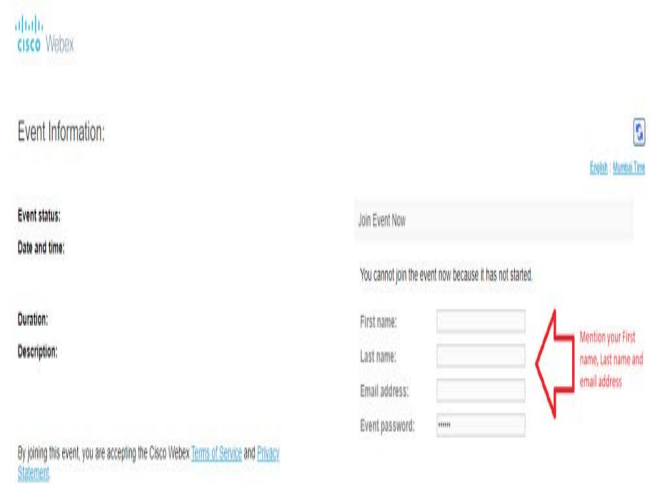 CISCO Webex
Event Information:
English : Mumbai Time
Event status:
Date and time:
Duration:
Description:
By joining this event, you are accepting the Cisco Webex Terms of Service and Privacy
Statement.
Join Event Now
You cannot join the event now because it has not started.
First name:
Last name:
Email address:
Event password: ••••••
Mention your First
name, Last name and
email address